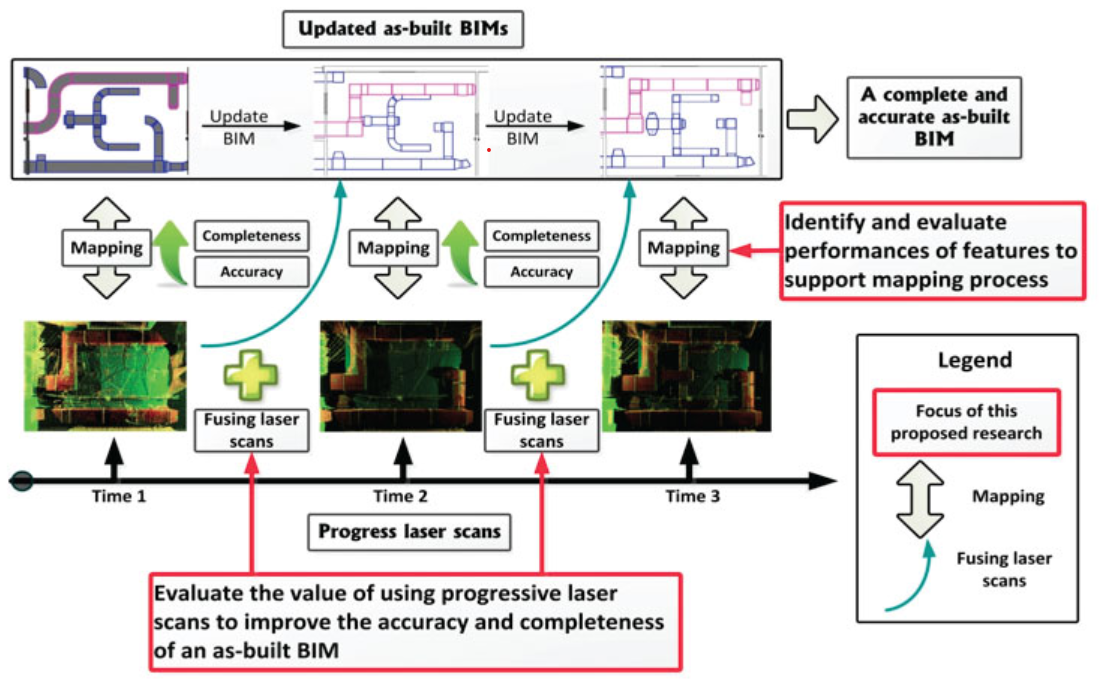 Updated as-built BIMs
Update
BIM
Update
BIM
A complete and
accurate as-built
BIM
Mapping
Completeness
Accuracy
Mapping
Completeness
Accuracy
Mapping
Identify and evaluate
performances of features to
support mapping process
Fusing laser
scans
Fusing laser
scans
Time 1
Time 2
Time 3
Progress laser scans
Evaluate the value of using progressive laser
scans to improve the accuracy and completeness
of an as-built BIM
Legend
Focus of this
proposed research
Mapping
Fusing laser
scans